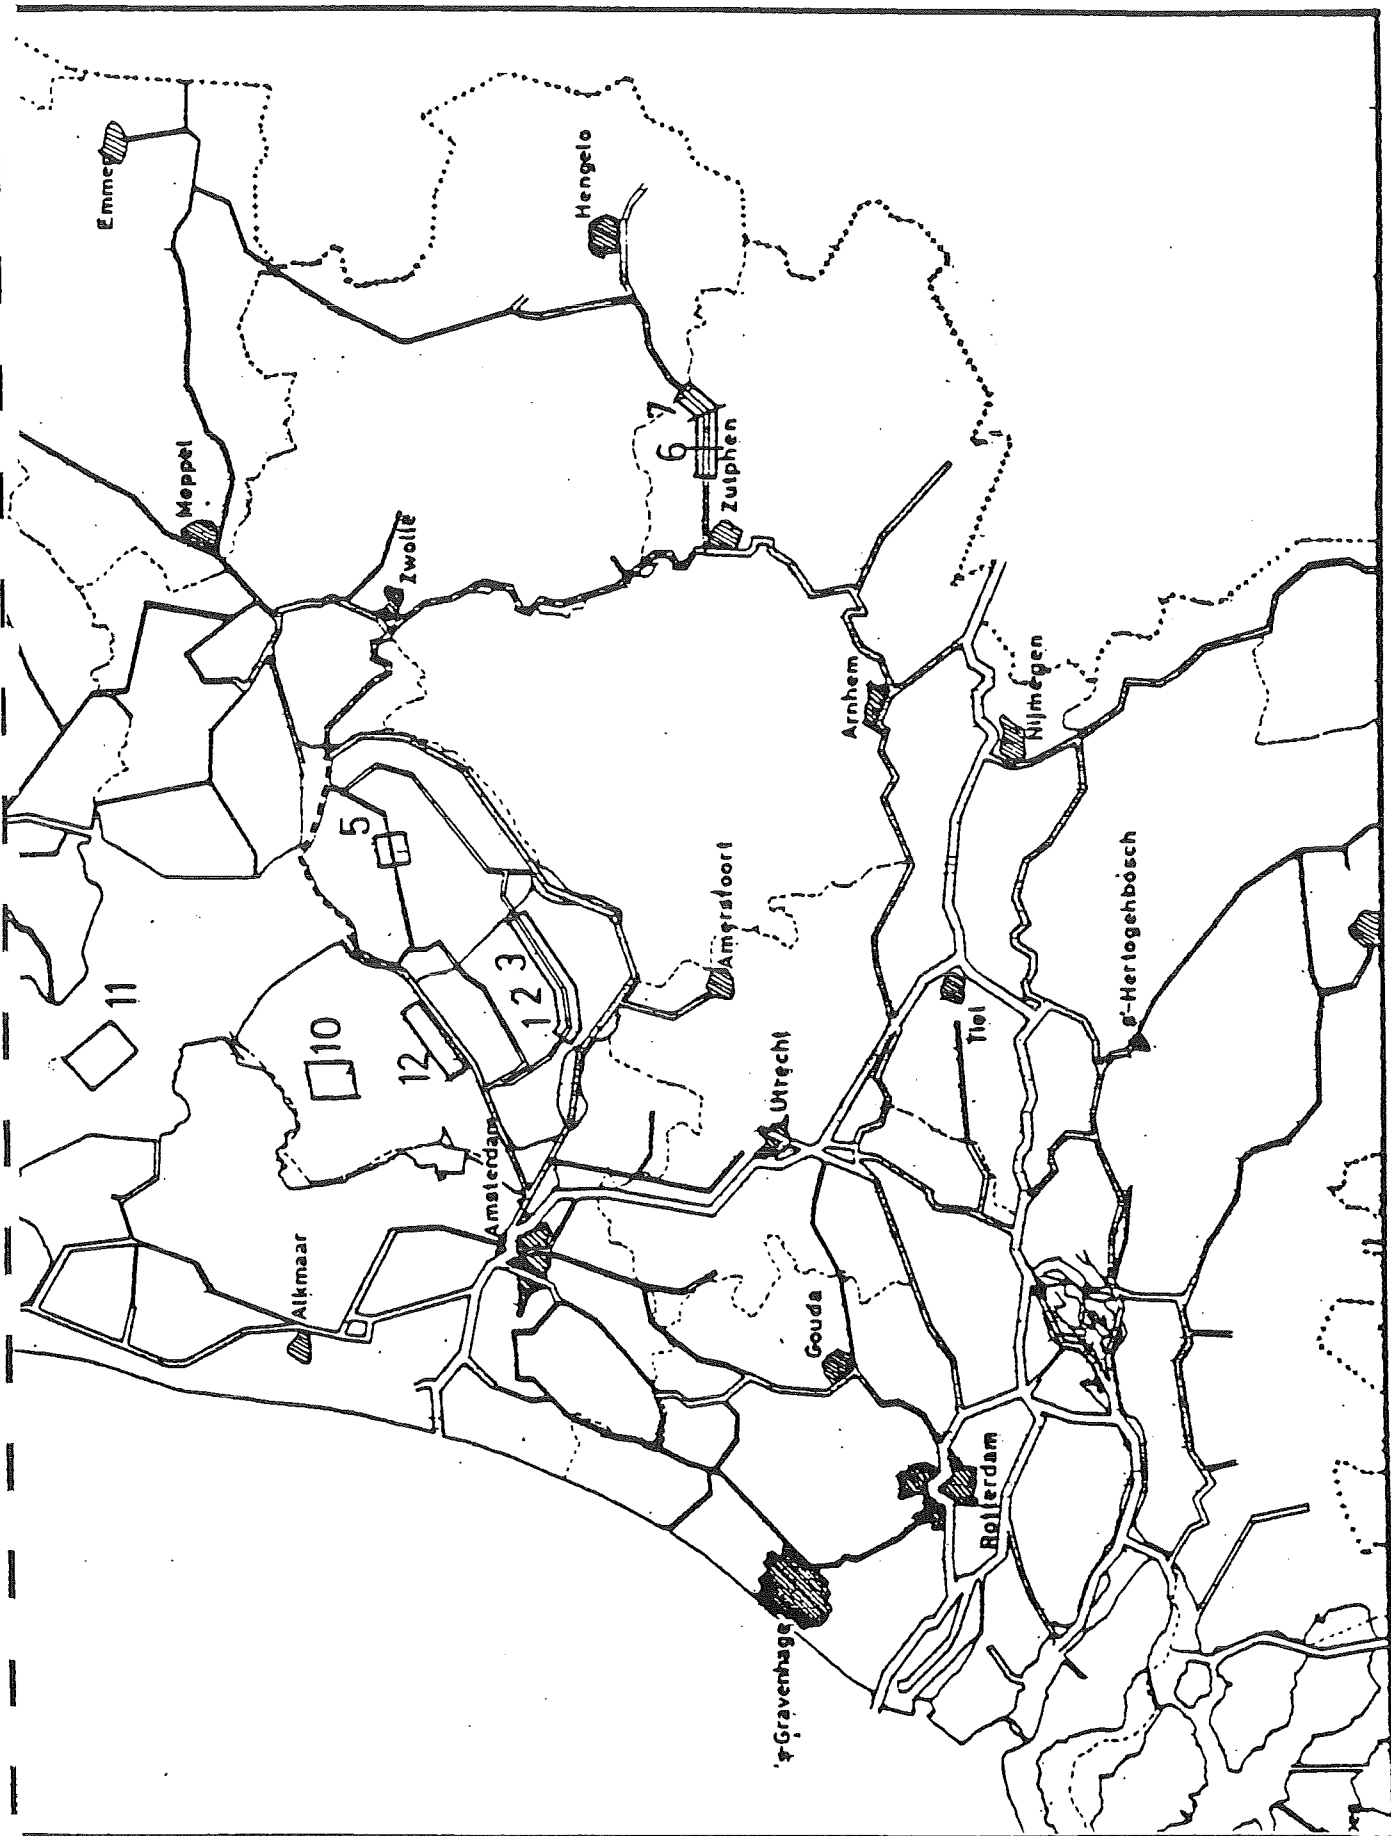 Emmen
Hengelo
Meppel
Zwolle
7
6
Zutphen
Arnhem
Nijmegen
5
Amersfoort
1 2 3
11
10
12
Amsterdam
Utrecht
Tiel
s'-Hertogenbosch
Alkmaar
Gouda
Rotterdam
's-Gravenhage